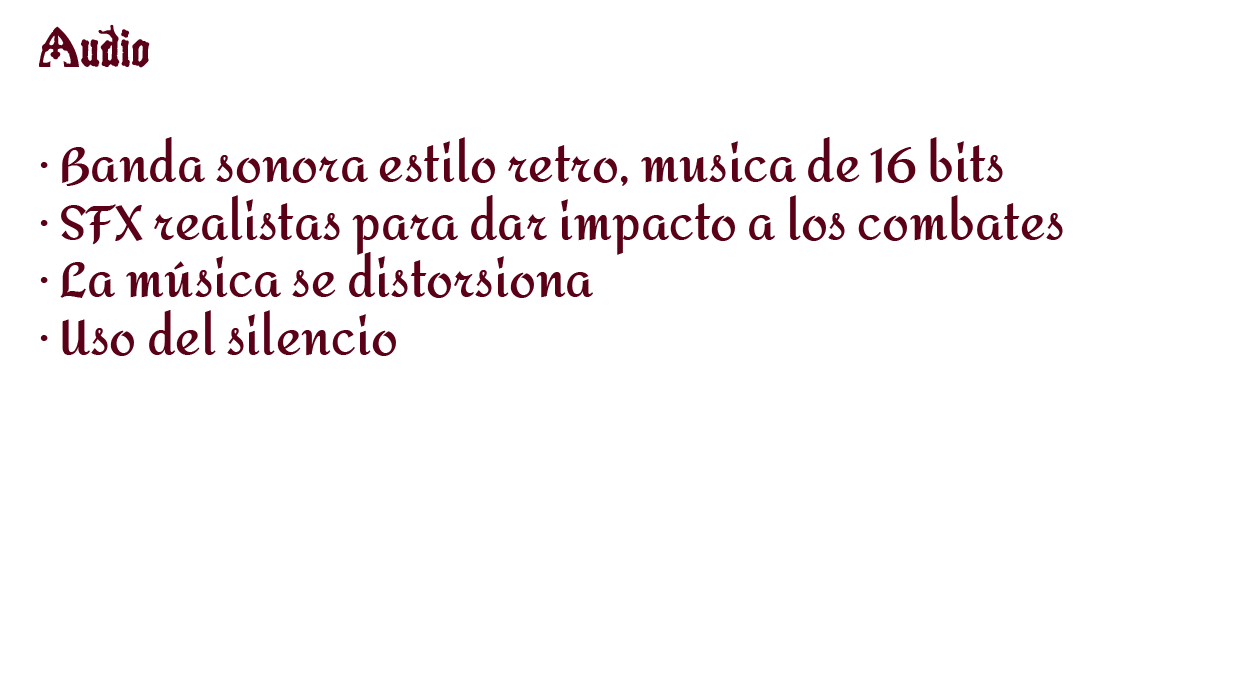 Audio
· Banda sonora estilo retro, musica de 16 bits
· SFX realistas para dar impacto a los combates
· La música se distorsiona
· Uso del silencio